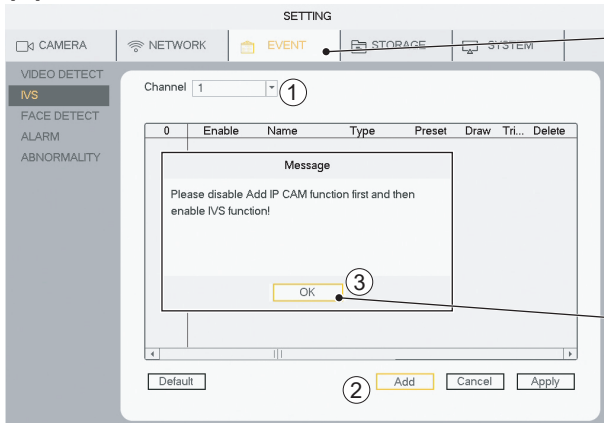 SETTING
CAMERA NETWORK EVENT STORAGE SYSTEM
VIDEO DETECT
IVS
FACE DETECT
ALARM
ABNORMALITY
Channel 1 1
0 Enable Name Type Preset Draw Tri... Delete
Message
Please disable Add IP CAM function first and then
enable IVS function!
OK 3
Default 2 Add Cancel Apply